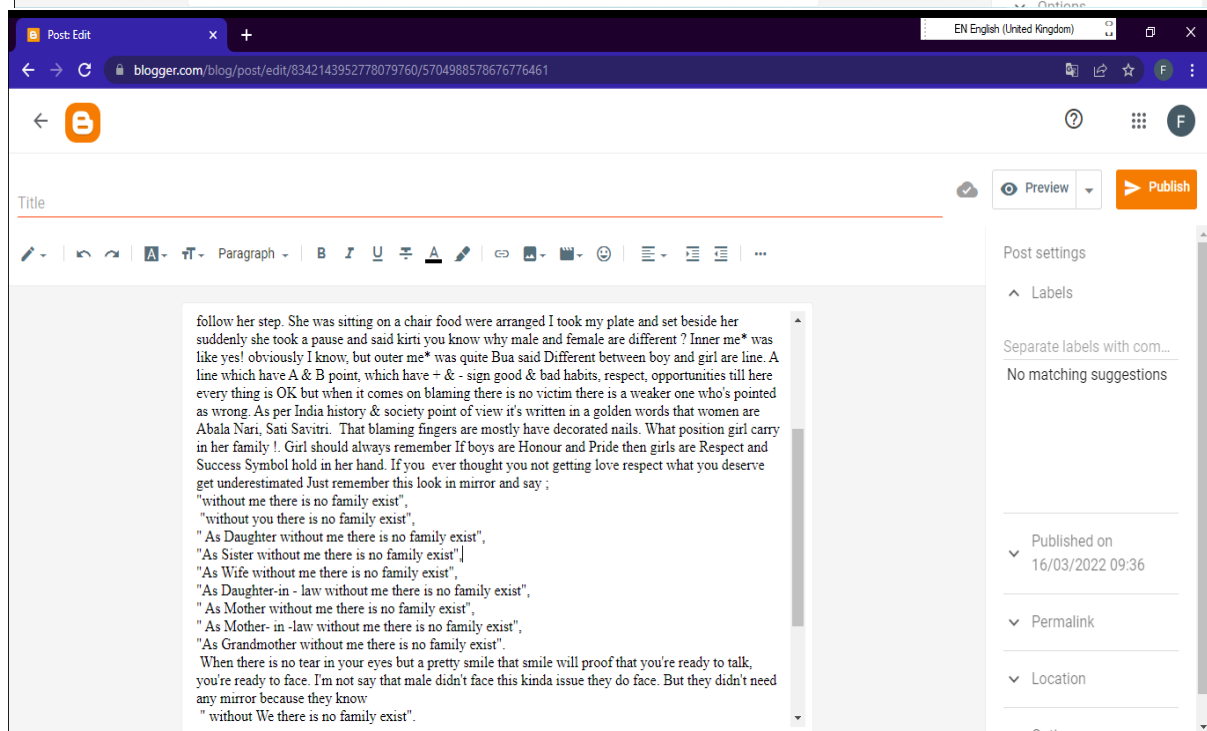 Options
Post: Edit
EN English (United Kingdom)
blogger.com/blog/post/edit/8342143952778079760/5704988578676776461
F
F
Title
Preview
Publish
Paragraph
B I U A
Post settings
Labels
Separate labels with com...
No matching suggestions
Published on
16/03/2022 09:36
Permalink
Location
follow her step. She was sitting on a chair food were arranged I took my plate and set beside her
suddenly she took a pause and said kirti you know why male and female are different ? Inner me* was
like yes! obviously I know, but outer me* was quite Bua said Different between boy and girl are line. A
line which have A & B point, which have + & - sign good & bad habits, respect, opportunities till here
every thing is OK but when it comes on blaming there is no victim there is a weaker one who's pointed
as wrong. As per India history & society point of view it's written in a golden words that women are
Abala Nari, Sati Savitri.  That blaming fingers are mostly have decorated nails. What position girl carry
in her family !. Girl should always remember If boys are Honour and Pride then girls are Respect and
Success Symbol hold in her hand. If you  ever thought you not getting love respect what you deserve
get underestimated Just remember this look in mirror and say ;
"without me there is no family exist",
"without you there is no family exist",
" As Daughter without me there is no family exist",
"As Sister without me there is no family exist",
"As Wife without me there is no family exist",
"As Daughter-in - law without me there is no family exist",
" As Mother without me there is no family exist",
" As Mother- in -law without me there is no family exist",
"As Grandmother without me there is no family exist".
When there is no tear in your eyes but a pretty smile that smile will proof that you're ready to talk,
you're ready to face. I'm not say that male didn't face this kinda issue they do face. But they didn't need
any mirror because they know
" without We there is no family exist".